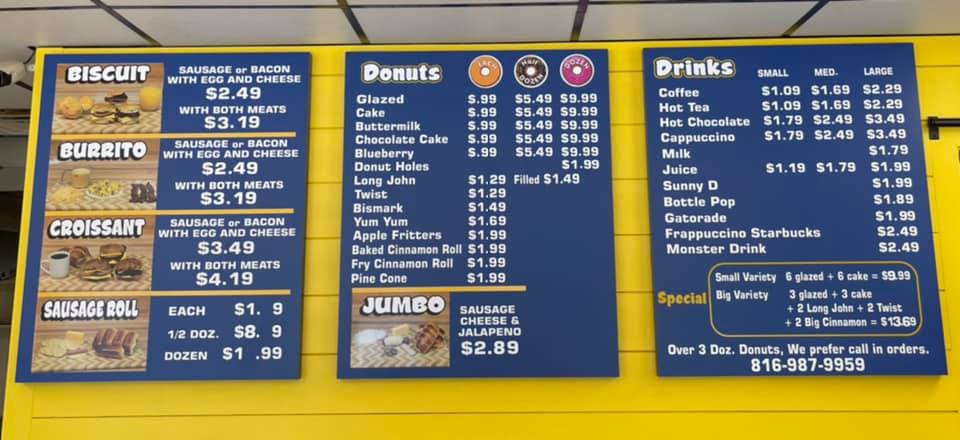 BISCUIT
SAUSAGE or BACON
WITH EGG AND CHEESE
$2.49
WITH BOTH MEATS
$3.19
BURRITO
SAUSAGE or BACON
WITH EGG AND CHEESE
$2.49
WITH BOTH MEATS
$3.19
CROISSANT
SAUSAGE or BACON
WITH EGG AND CHEESE
$3.49
WITH BOTH MEATS
$4.19
SAUSAGE ROLL
EACH $1. 9
1/2 DOZ. $8. 9
DOZEN $1 .99
Donuts EACH Half DOZEN DOZEN
Glazed $.99 $5.49 $9.99
Cake $.99 $5.49 $9.99
Buttermilk $.99 $5.49 $9.99
Chocolate Cake $.99 $5.49 $9.99
Blueberry $.99 $5.49 $9.99
Donut Holes $1.99
Long John $1.29 Filled $1.49
Twist $1.29
Bismark $1.49
Yum Yum $1.69
Apple Fritters $1.99
Baked Cinnamon Roll $1.99
Fry Cinnamon Roll $1.99
Pine Cone $1.99
JUMBO
SAUSAGE
CHEESE &
JALAPENO
$2.89
Drinks SMALL MED. LARGE
Coffee $1.09 $1.69 $2.29
Hot Tea $1.09 $1.69 $2.29
Hot Chocolate $1.79 $2.49 $3.49
Cappuccino $1.79 $2.49 $3.49
Milk $1.79
Juice $1.19 $1.79 $1.99
Sunny D $1.99
Bottle Pop $1.89
Gatorade $1.99
Frappuccino Starbucks $2.49
Monster Drink $2.49
Special
Small Variety 6 glazed + 6 cake = $9.99
Big Variety 3 glazed + 3 cake
+ 2 Long John + 2 Twist
+ 2 Big Cinnamon = $13.69
Over 3 Doz. Donuts, We prefer call in orders.
816-987-9959